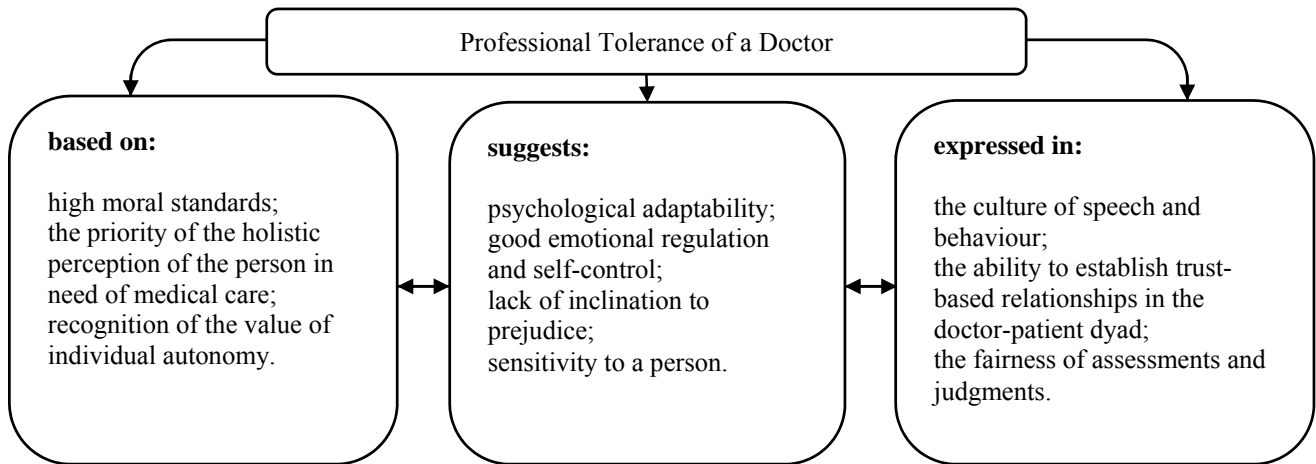 Professional Tolerance of a Doctor
based on:
high moral standards;
the priority of the holistic
perception of the person in
need of medical care;
recognition of the value of
individual autonomy.
suggests:
psychological adaptability;
good emotional regulation
and self-control;
lack of inclination to
prejudice;
sensitivity to a person.
expressed in:
the culture of speech and
behaviour;
the ability to establish trust-
based relationships in the
doctor-patient dyad;
the fairness of assessments and
judgments.